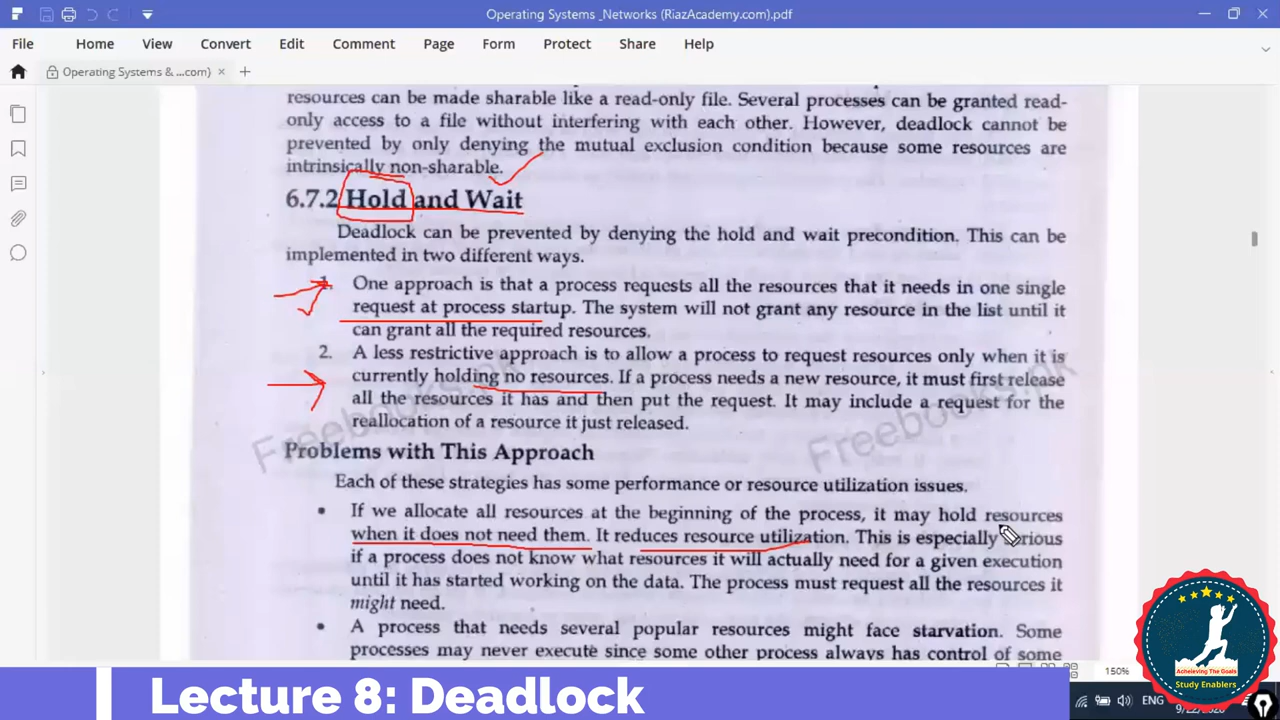 Operating Systems _Networks (RiazAcademy.com).pdf
File Home View Convert Edit Comment Page Form Protect Share Help
Operating Systems & ...com) × +
resources can be made sharable like a read-only file. Several processes can be granted read-
only access to a file without interfering with each other. However, deadlock cannot be
prevented by only denying the mutual exclusion condition because some resources are
intrinsically non-sharable.
6.7.2 Hold and Wait
Deadlock can be prevented by denying the hold and wait precondition. This can be
implemented in two different ways.
1. One approach is that a process requests all the resources that it needs in one single
request at process startup. The system will not grant any resource in the list until it
can grant all the required resources.
2. A less restrictive approach is to allow a process to request resources only when it is
currently holding no resources. If a process needs a new resource, it must first release
all the resources it has and then put the request. It may include a request for the
reallocation of a resource it just released.
Freebooks.pk Freebooks.pk
Problems with This Approach
Each of these strategies has some performance or resource utilization issues.
• If we allocate all resources at the beginning of the process, it may hold resources
when it does not need them. It reduces resource utilization. This is especially serious
if a process does not know what resources it will actually need for a given execution
until it has started working on the data. The process must request all the resources it
might need.
• A process that needs several popular resources might face starvation. Some
processes may never execute since some other process always has control of some
150%
Acheleving The Goals
Study Enablers
Lecture 8: Deadlock
ENG